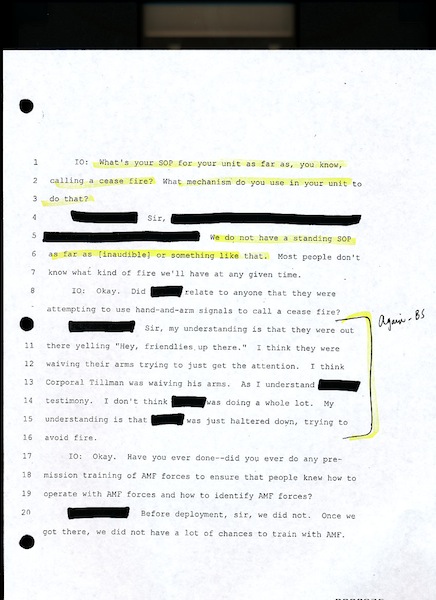 1 IO: What's your SOP for your unit as far as, you know,
2 calling a cease fire? What mechanism do you use in your unit to
3 do that?
4 Sir,
5 We do not have a standing SOP
6 as far as [inaudible] or something like that. Most people don't
7 know what kind of fire we'll have at any given time.
8 IO: Okay. Did relate to anyone that they were
9 attempting to use hand-and-arm signals to call a cease fire?
Sir, my understanding is that they were out
11 there yelling "Hey, friendlies up there." I think they were
12 waiving their arms trying to just get the attention. I think
13 Corporal Tillman was waiving his arms. As I understand
14 testimony. I don't think was doing a whole lot. My
15 understanding is that was just haltered down, trying to
16 avoid fire.
Again - BS
17 IO: Okay. Have you ever done--did you ever do any pre-
18 mission training of AMF forces to ensure that people knew how to
19 operate with AMF forces and how to identify AMF forces?
20 Before deployment, sir, we did not. Once we
21 got there, we did not have a lot of chances to train with AMF.